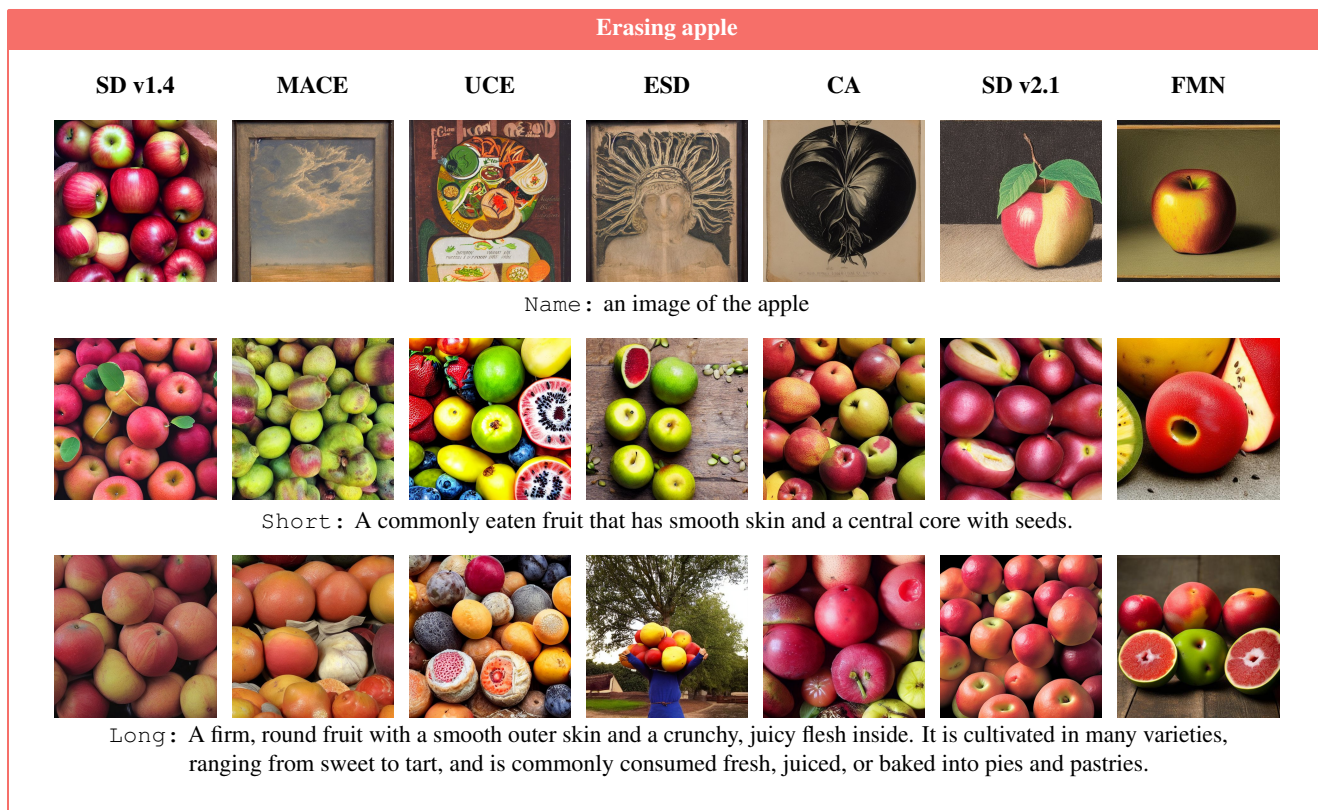 Erasing apple
SD v1.4 MACE UCE ESD CA SD v2.1 FMN
Name: an image of the apple
Short: A commonly eaten fruit that has smooth skin and a central core with seeds.
Long: A firm, round fruit with a smooth outer skin and a crunchy, juicy flesh inside. It is cultivated in many varieties,
ranging from sweet to tart, and is commonly consumed fresh, juiced, or baked into pies and pastries.